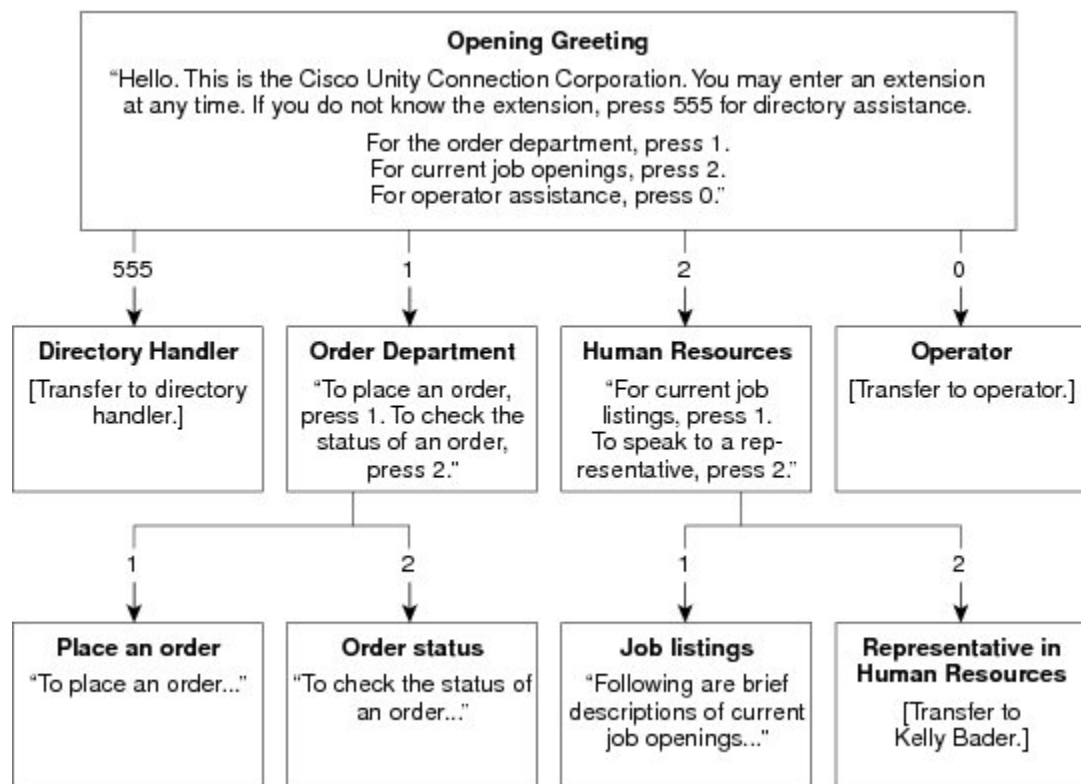 Opening Greeting
“Hello. This is the Cisco Unity Connection Corporation. You may enter an extension
at any time. If you do not know the extension, press 555 for directory assistance.
For the order department, press 1.
For current job openings, press 2.
For operator assistance, press 0.”
555
1
2
0
Directory Handler
[Transfer to directory
handler.]
Order Department
“To place an order,
press 1. To check the
status of an order,
press 2."
Human Resources
“For current job
listings, press 1.
To speak to a rep-
resentative, press 2.”
Operator
[Transfer to operator.]
1
2
1
2
Place an order
“To place an order...”
Order status
“To check the status of
an order...”
Job listings
“Following are brief
descriptions of current
job openings...”
Representative in
Human Resources
[Transfer to
Kelly Bader.]